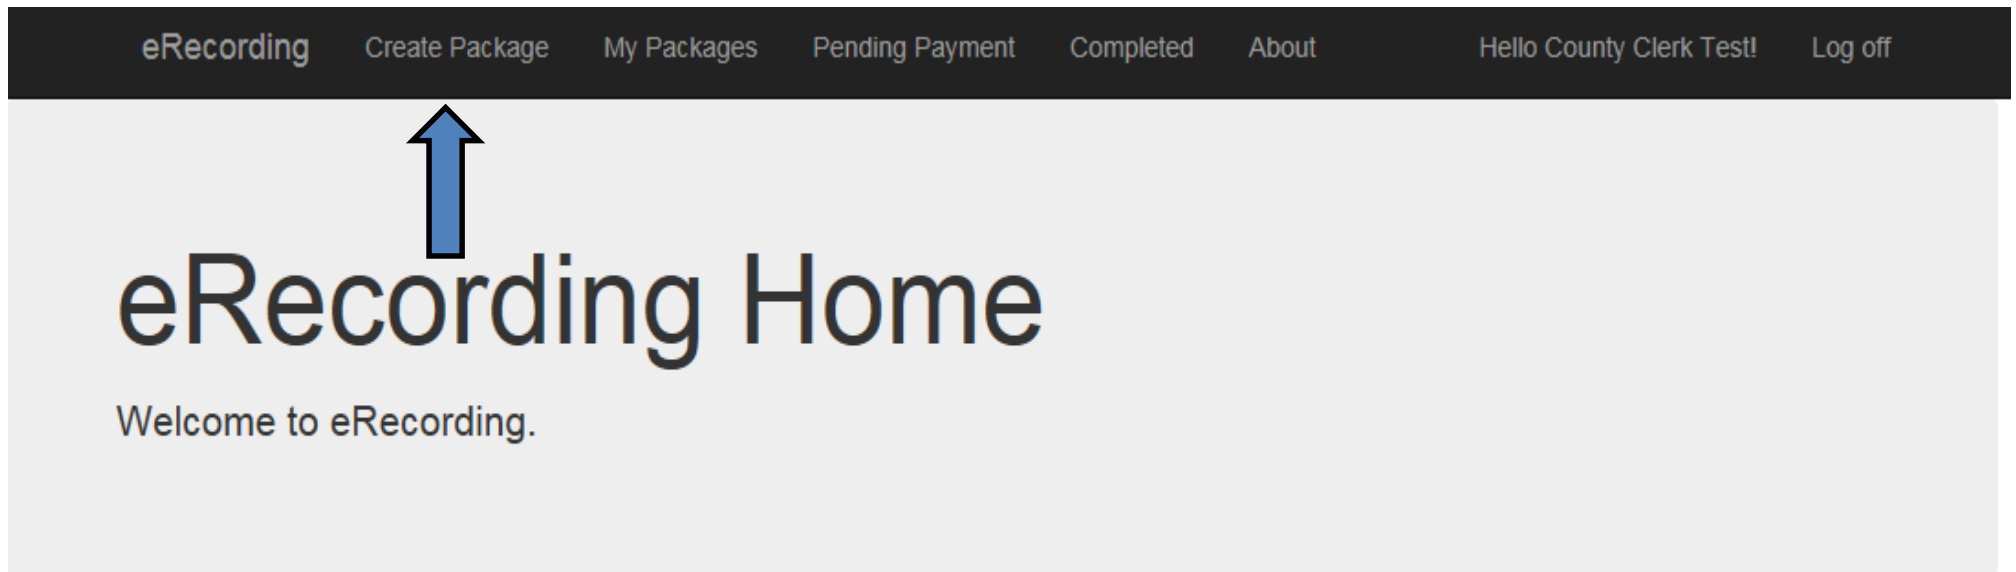 eRecording Create Package My Packages Pending Payment Completed About Hello County Clerk Test! Log off
eRecording Home
Welcome to eRecording.